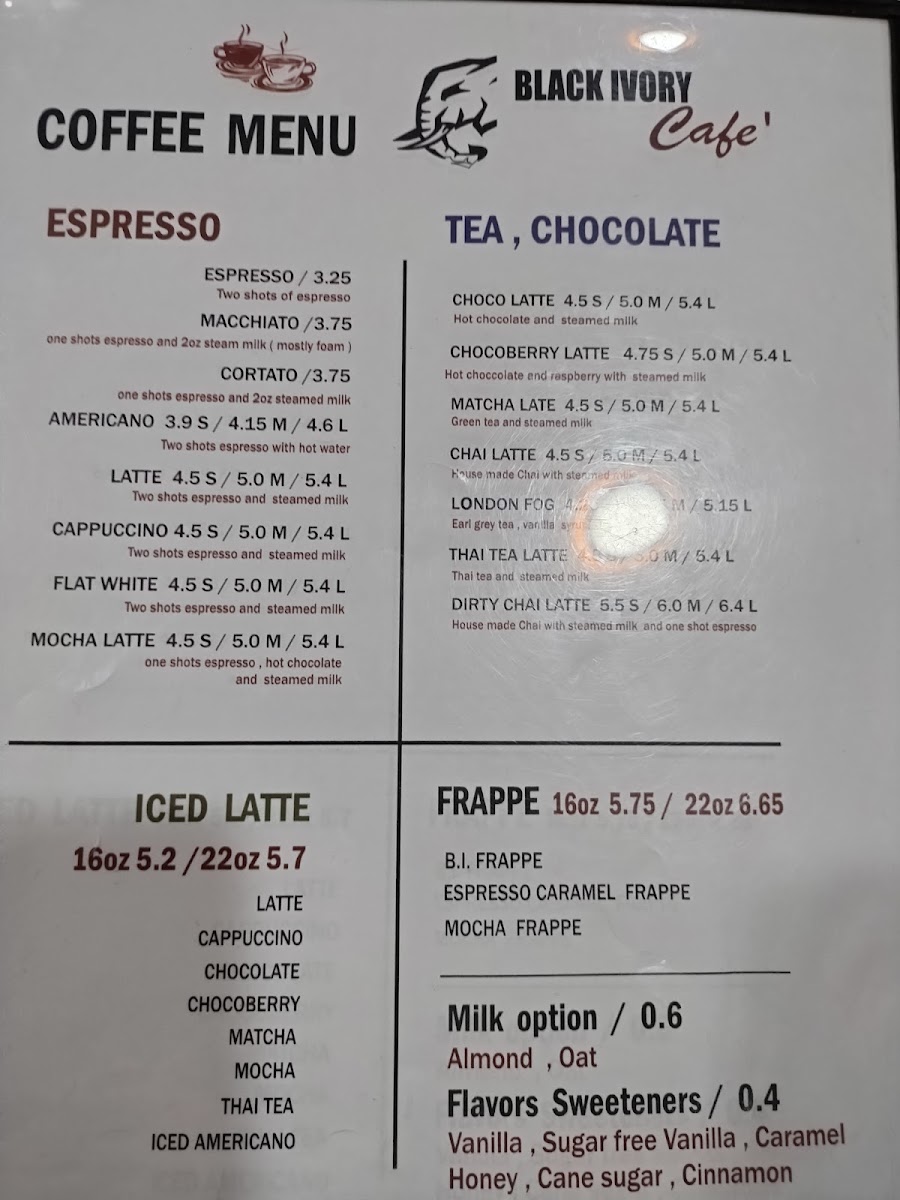 COFFEE MENU
BLACK IVORY
Cafe'
ESPRESSO
ESPRESSO / 3.25
Two shots of espresso
MACCHIATO /3.75
one shots espresso and 2oz steam milk ( mostly foam )
CORTATO /3.75
one shots espresso and 2oz steamed milk
AMERICANO 3.9 S / 4.15 M / 4.6 L
Two shots espresso with hot water
LATTE 4.5 S / 5.0 M / 5.4 L
Two shots espresso and steamed milk
CAPPUCCINO 4.5 S / 5.0 M / 5.4 L
Two shots espresso and steamed milk
FLAT WHITE 4.5 S / 5.0 M / 5.4 L
Two shots espresso and steamed milk
MOCHA LATTE 4.5 S / 5.0 M / 5.4 L
one shots espresso , hot chocolate
and steamed milk
TEA , CHOCOLATE
CHOCO LATTE 4.5 S / 5.0 M / 5.4 L
Hot chocolate and steamed milk
CHOCOBERRY LATTE 4.75 S / 5.0 M / 5.4 L
Hot choccolate and raspberry with steamed milk
MATCHA LATE 4.5 S / 5.0 M / 5.4 L
Green tea and steamed milk
CHAI LATTE 4.5 S / 5.0 M / 5.4 L
House made Chai with steamed milk
LONDON FOG M / 5.15 L
Earl grey tea , vanilla
THAI TEA LATTE / 5.4 L
Thai tea and steamed milk
DIRTY CHAI LATTE 5.5 S / 6.0 M / 6.4 L
House made Chai with steamed milk and one shot espresso
ICED LATTE
16oz 5.2 /22oz 5.7
LATTE
CAPPUCCINO
CHOCOLATE
CHOCOBERRY
MATCHA
MOCHA
THAI TEA
ICED AMERICANO
FRAPPE 16oz 5.75 / 22oz 6.65
B.I. FRAPPE
ESPRESSO CARAMEL FRAPPE
MOCHA FRAPPE
Milk option / 0.6
Almond , Oat
Flavors Sweeteners / 0.4
Vanilla , Sugar free Vanilla , Caramel
Honey , Cane sugar , Cinnamon